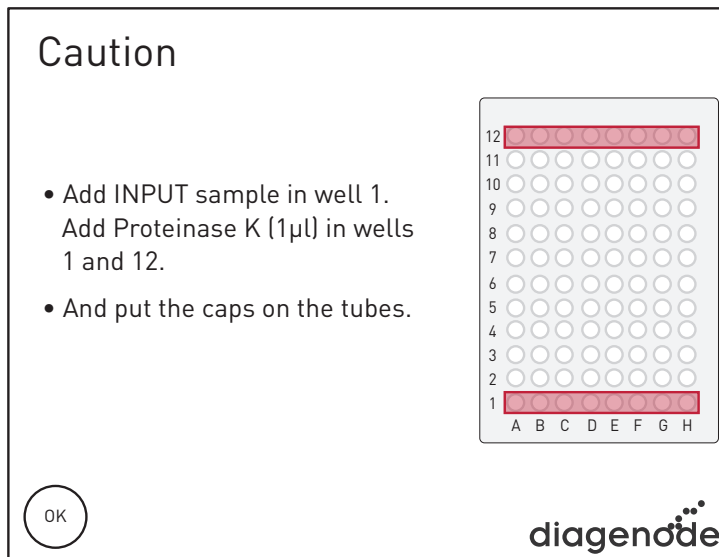 Caution
• Add INPUT sample in well 1.
Add Proteinase K (1µl) in wells
1 and 12.
• And put the caps on the tubes.
12
11
10
9
8
7
6
5
4
3
2
1
A B C D E F G H
OK
diagenode